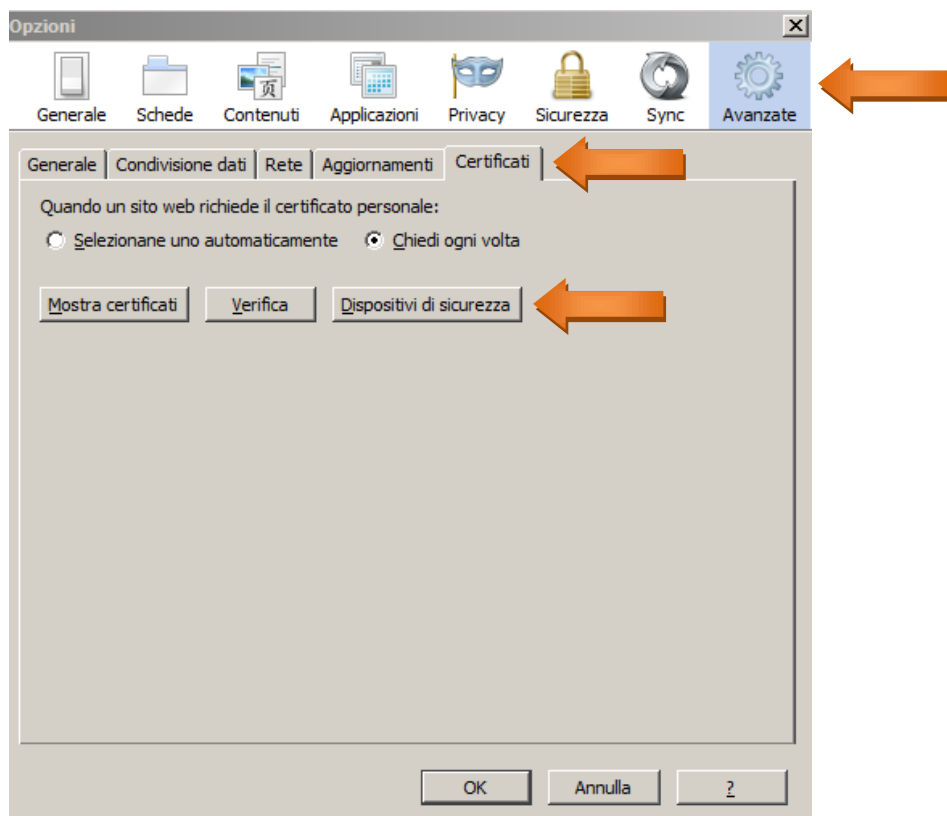 Opzioni
Generale Schede Contenuti Applicazioni Privacy Sicurezza Sync Avanzate
Generale Condivisione dati Rete Aggiornamenti Certificati
Quando un sito web richiede il certificato personale:
Selezionane uno automaticamente Chiedi ogni volta
Mostra certificati Verifica Dispositivi di sicurezza
OK Annulla ?